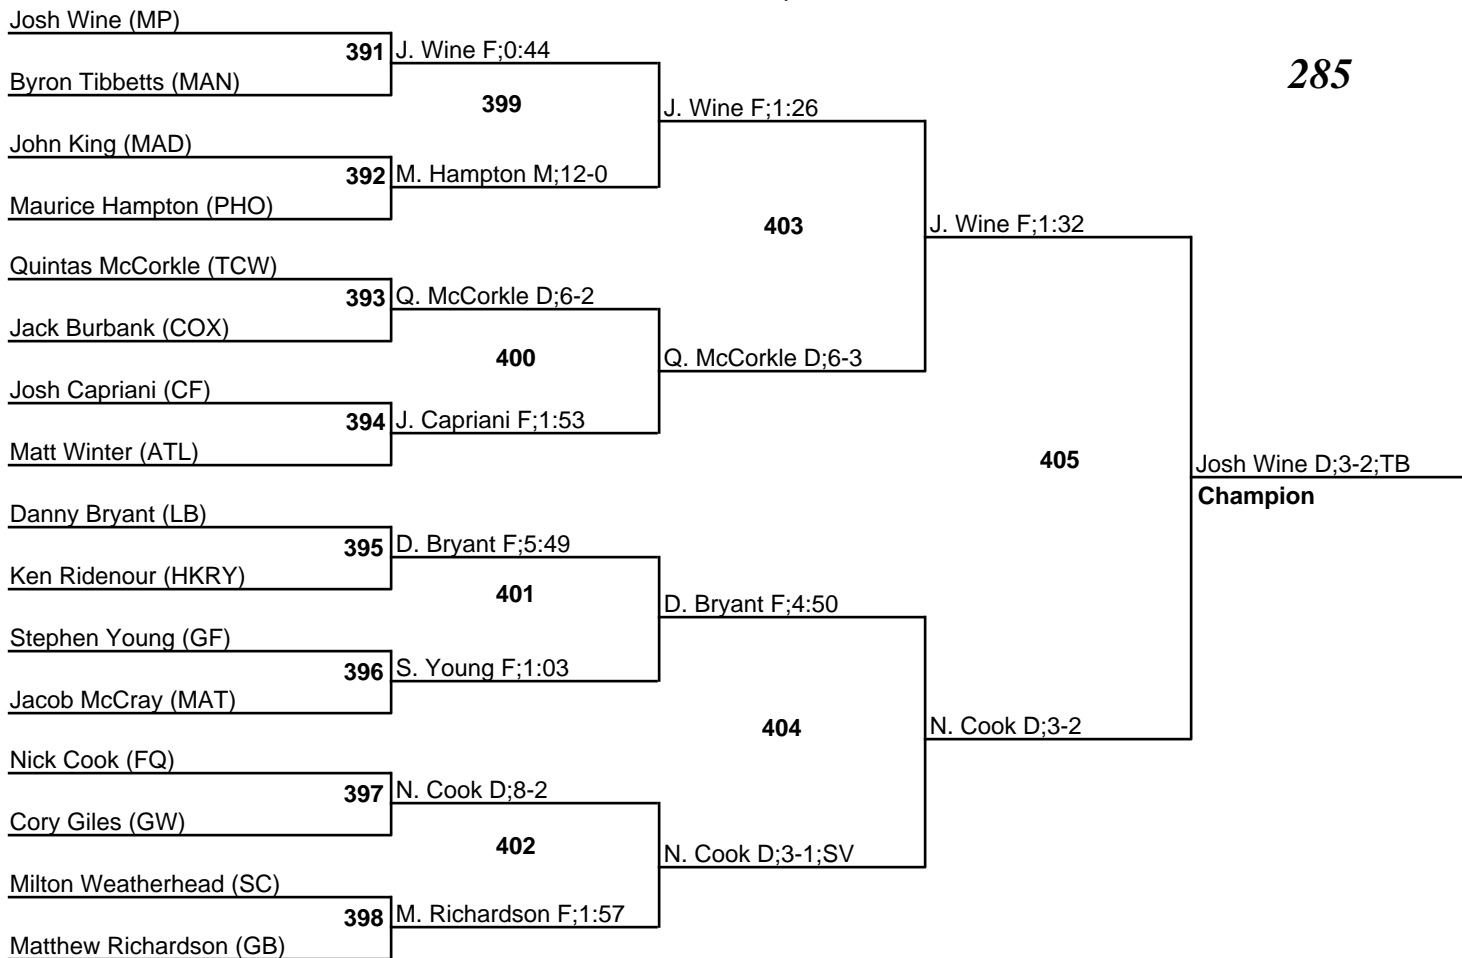 Josh Wine (MP)
391 J. Wine F;0:44
Byron Tibbetts (MAN)
285
399
J. Wine F;1:26
John King (MAD)
392 M. Hampton M;12-0
Maurice Hampton (PHO)
403
J. Wine F;1:32
Quintas McCorkle (TCW)
393 Q. McCorkle D;6-2
Jack Burbank (COX)
400
Q. McCorkle D;6-3
Josh Capriani (CF)
394 J. Capriani F;1:53
Matt Winter (ATL)
405
Josh Wine D;3-2;TB
Champion
Danny Bryant (LB)
395 D. Bryant F;5:49
Ken Ridenour (HKRY)
401
D. Bryant F;4:50
Stephen Young (GF)
396 S. Young F;1:03
Jacob McCray (MAT)
404
N. Cook D;3-2
Nick Cook (FQ)
397 N. Cook D;8-2
Cory Giles (GW)
402
N. Cook D;3-1;SV
Milton Weatherhead (SC)
398 M. Richardson F;1:57
Matthew Richardson (GB)